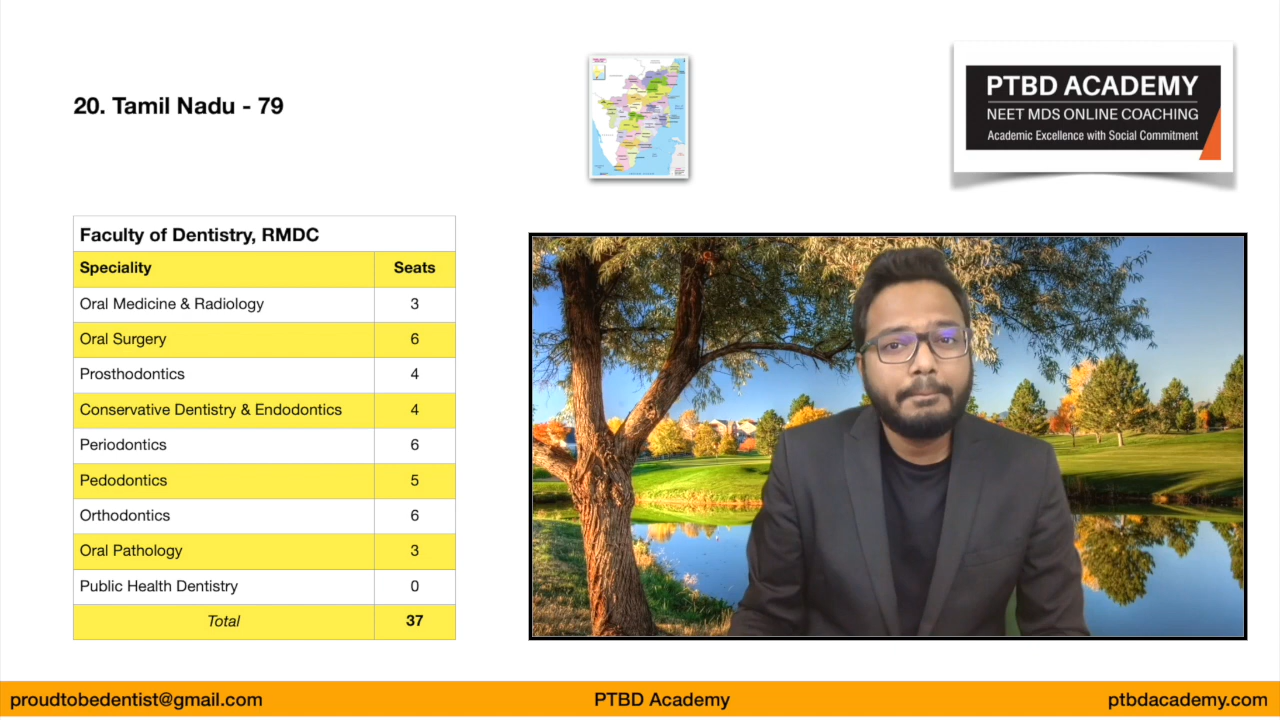 20. Tamil Nadu - 79
PTBD ACADEMY
NEET MDS ONLINE COACHING
Academic Excellence with Social Commitment
Faculty of Dentistry, RMDC
Speciality Seats
Oral Medicine & Radiology 3
Oral Surgery 6
Prosthodontics 4
Conservative Dentistry & Endodontics 4
Periodontics 6
Pedodontics 5
Orthodontics 6
Oral Pathology 3
Public Health Dentistry 0
Total 37
proudtobedentist@gmail.com PTBD Academy ptbdacademy.com